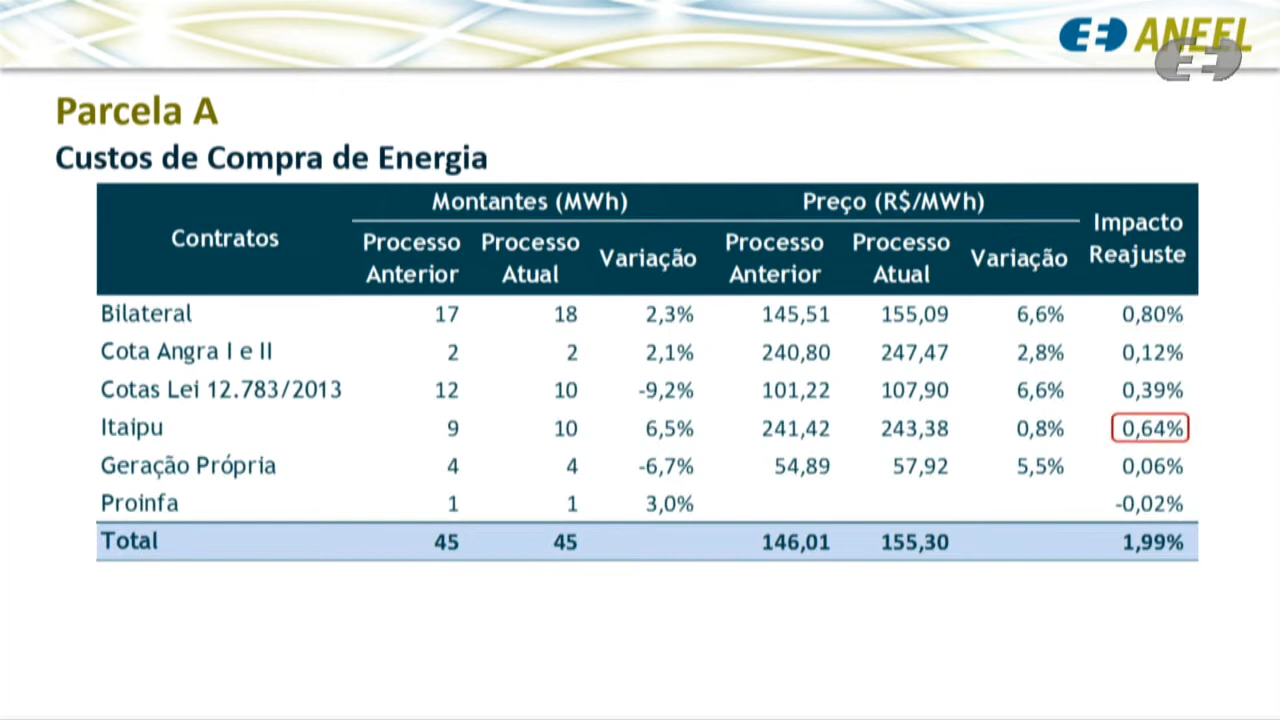 ANEEL
Parcela A
Custos de Compra de Energia
Contratos
Montantes (MWh)
Preço (R$/MWh)
Impacto Reajuste
Processo Anterior
Processo Atual
Variação
Processo Anterior
Processo Atual
Variação
Bilateral 17 18 2,3% 145,51 155,09 6,6% 0,80%
Cota Angra I e II 2 2 2,1% 240,80 247,47 2,8% 0,12%
Cotas Lei 12.783/2013 12 10 -9,2% 101,22 107,90 6,6% 0,39%
Itaipu 9 10 6,5% 241,42 243,38 0,8% 0,64%
Geração Própria 4 4 -6,7% 54,89 57,92 5,5% 0,06%
Proinfa 1 1 3,0% -0,02%
Total 45 45 146,01 155,30 1,99%